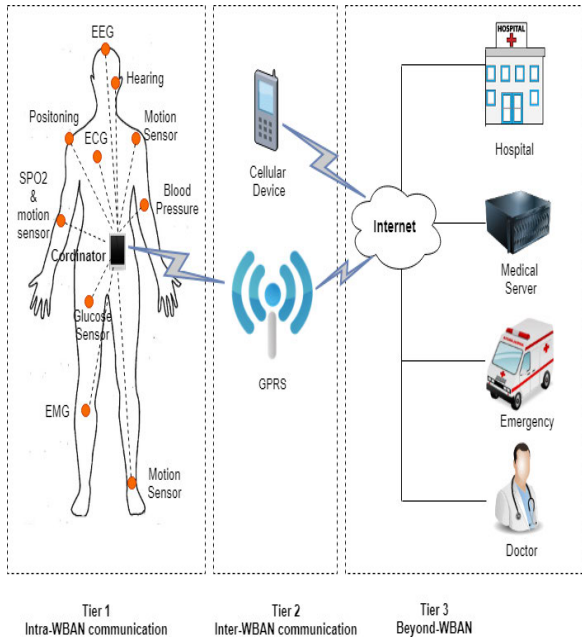 EEG
Hearing
Positoning
ECG
Motion
Sensor
SPO2
&
motion
sensor
Blood
Pressure
Cordinator
Glucose
Sensor
EMG
Motion
Sensor
Tier 1
Intra-WBAN communication
Cellular
Device
GPRS
Tier 2
Inter-WBAN communication
Internet
HOSPITAL
Hospital
Medical
Server
Emergency
Doctor
Tier 3
Beyond-WBAN